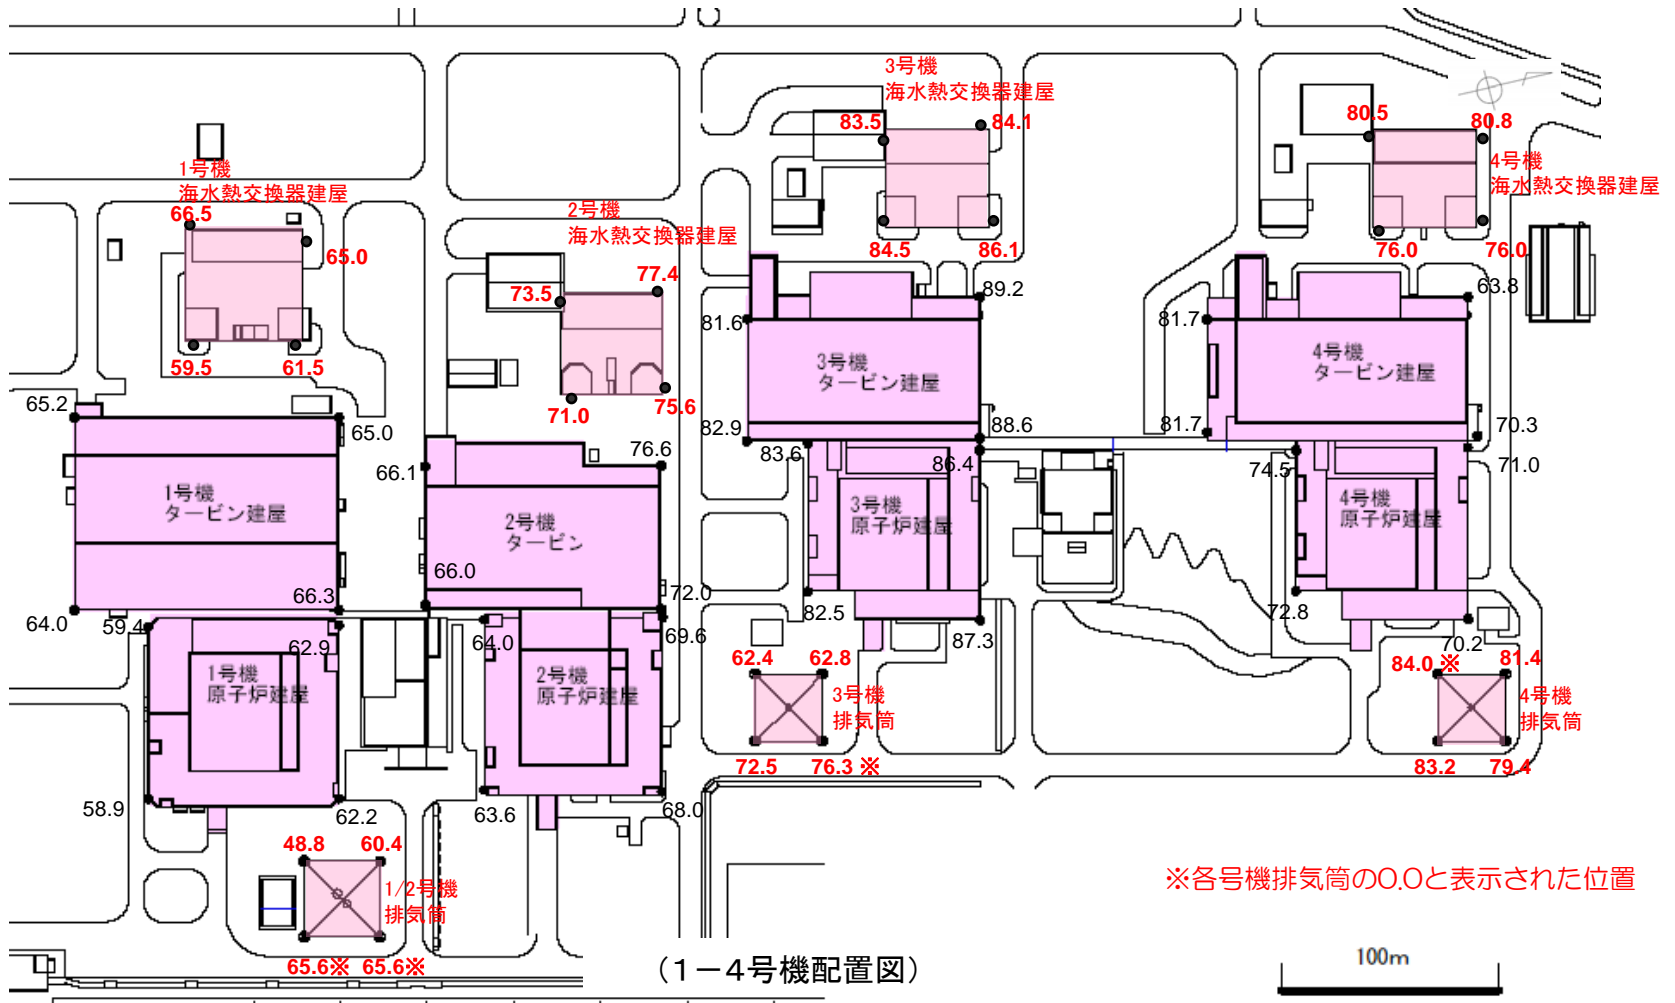 3号機
海水熱交換器建屋
83.5
84.1
80.5
80.8
4号機
海水熱交換器建屋
1号機
海水熱交換器建屋
66.5
65.0
2号機
海水熱交換器建屋
84.5
86.1
76.0
76.0
73.5
77.4
89.2
63.8
81.6
81.7
59.5
61.5
3号機
タービン建屋
4号機
タービン建屋
71.0
75.6
65.2
65.0
82.9
88.6
81.7
70.3
83.6
86.4
74.5
71.0
66.1
76.6
1号機
タービン建屋
2号機
タービン
3号機
原子炉建屋
4号機
原子炉建屋
66.3
66.0
72.0
82.5
72.8
64.0
59.4
62.9
64.0
69.6
87.3
70.2
1号機
原子炉建屋
2号機
原子炉建屋
62.4
62.8
84.0 ※
81.4
3号機
排気筒
4号機
排気筒
72.5
76.3 ※
83.2
79.4
58.9
62.2
63.6
68.0
48.8
60.4
1/2号機
排気筒
※各号機排気筒の0.0と表示された位置
65.6※
65.6※
（1－4号機配置図）
100m